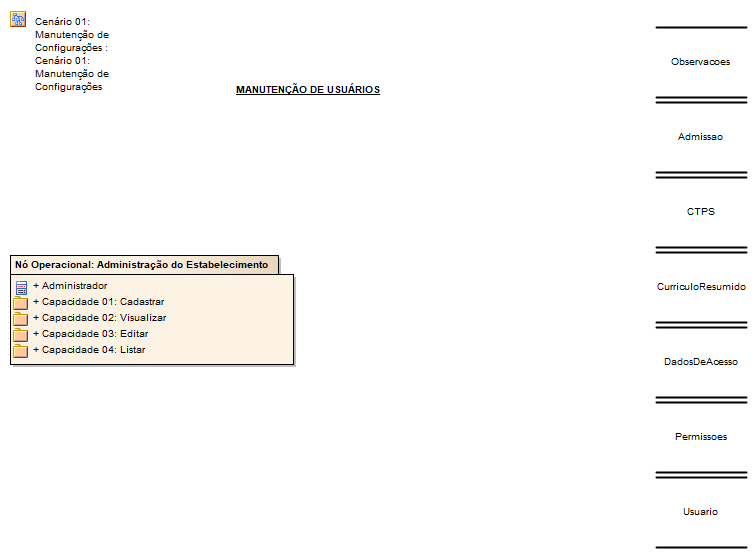 Cenário 01:
Manutenção de
Configurações :
Cenário 01:
Manutenção de
Configurações
MANUTENÇÃO DE USUÁRIOS
Nó Operacional: Administração do Estabelecimento
+ Administrador
+ Capacidade 01: Cadastrar
+ Capacidade 02: Visualizar
+ Capacidade 03: Editar
+ Capacidade 04: Listar
Observacoes
Admissao
CTPS
CurriculoResumido
DadosDeAcesso
Permissoes
Usuario